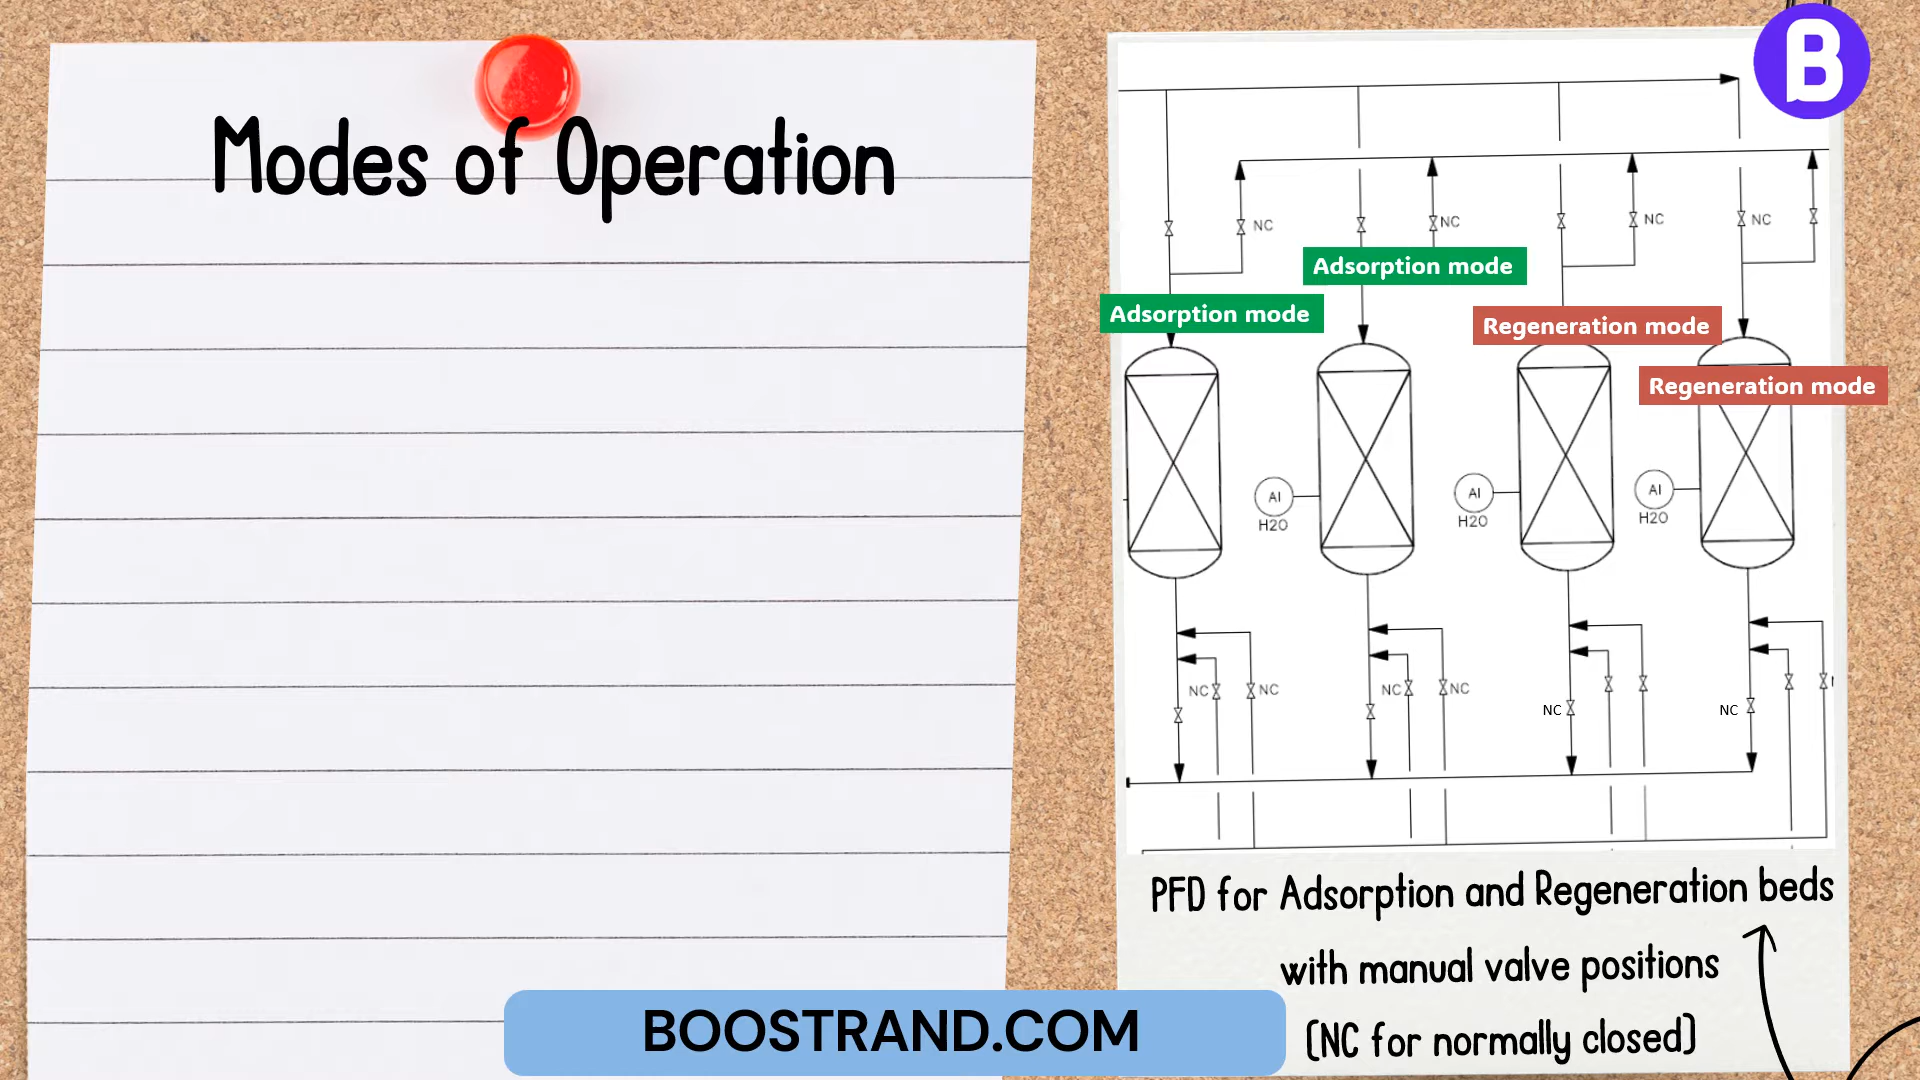 Modes of Operation
B
NC
NC
NC
NC
Adsorption mode
Adsorption mode
Regeneration mode
Regeneration mode
AI
H2O
AI
H2O
AI
H2O
NC
NC
NC
NC
NC
NC
PFD for Adsorption and Regeneration beds
with manual valve positions
(NC for normally closed)
BOOSTRAND.COM